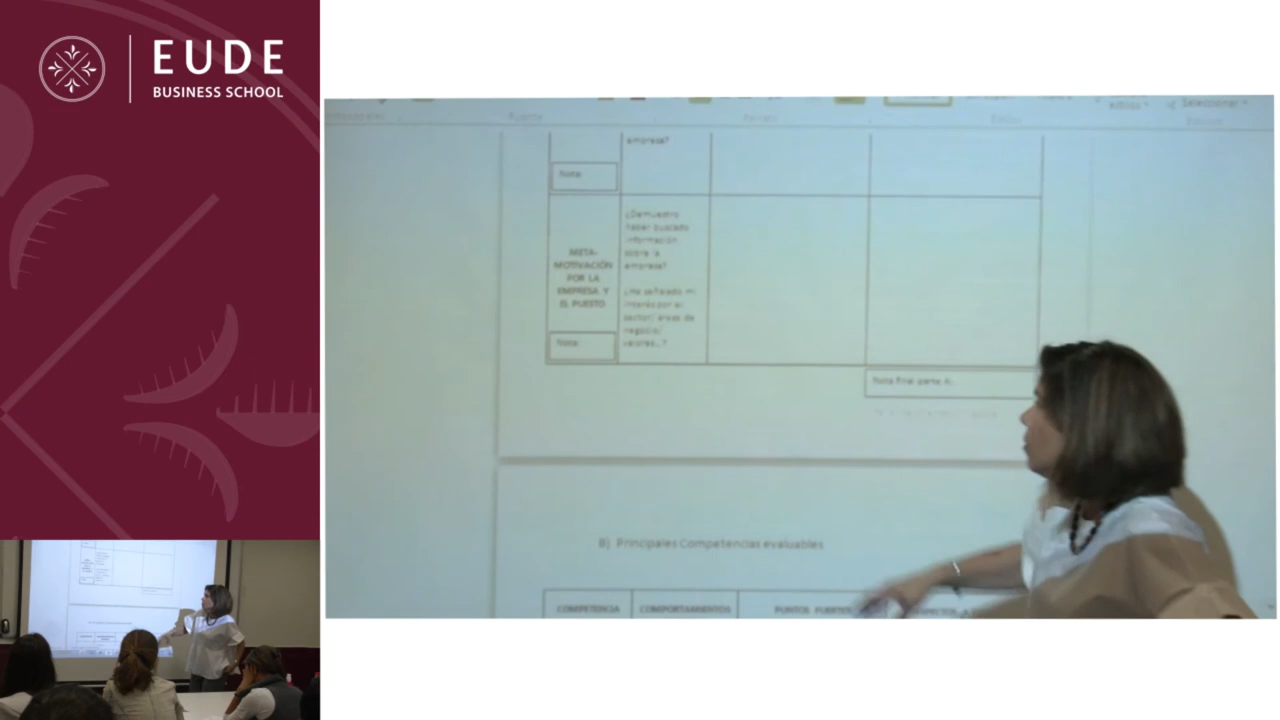 EUDE
BUSINESS SCHOOL
Seleccionar
empresa?
Nota:
META-
MOTIVACIÓN
POR LA
EMPRESA Y
EL PUESTO
Nota:
¿Demuestro
haber buscado
información
sobre la
empresa?
¿He señalado mi
interés por el
sector/ áreas de
negocio/
valores...?
Nota final parte A:
B) Principales Competencias evaluables
COMPETENCIA
COMPORTAMIENTOS
PUNTOS FUERTES